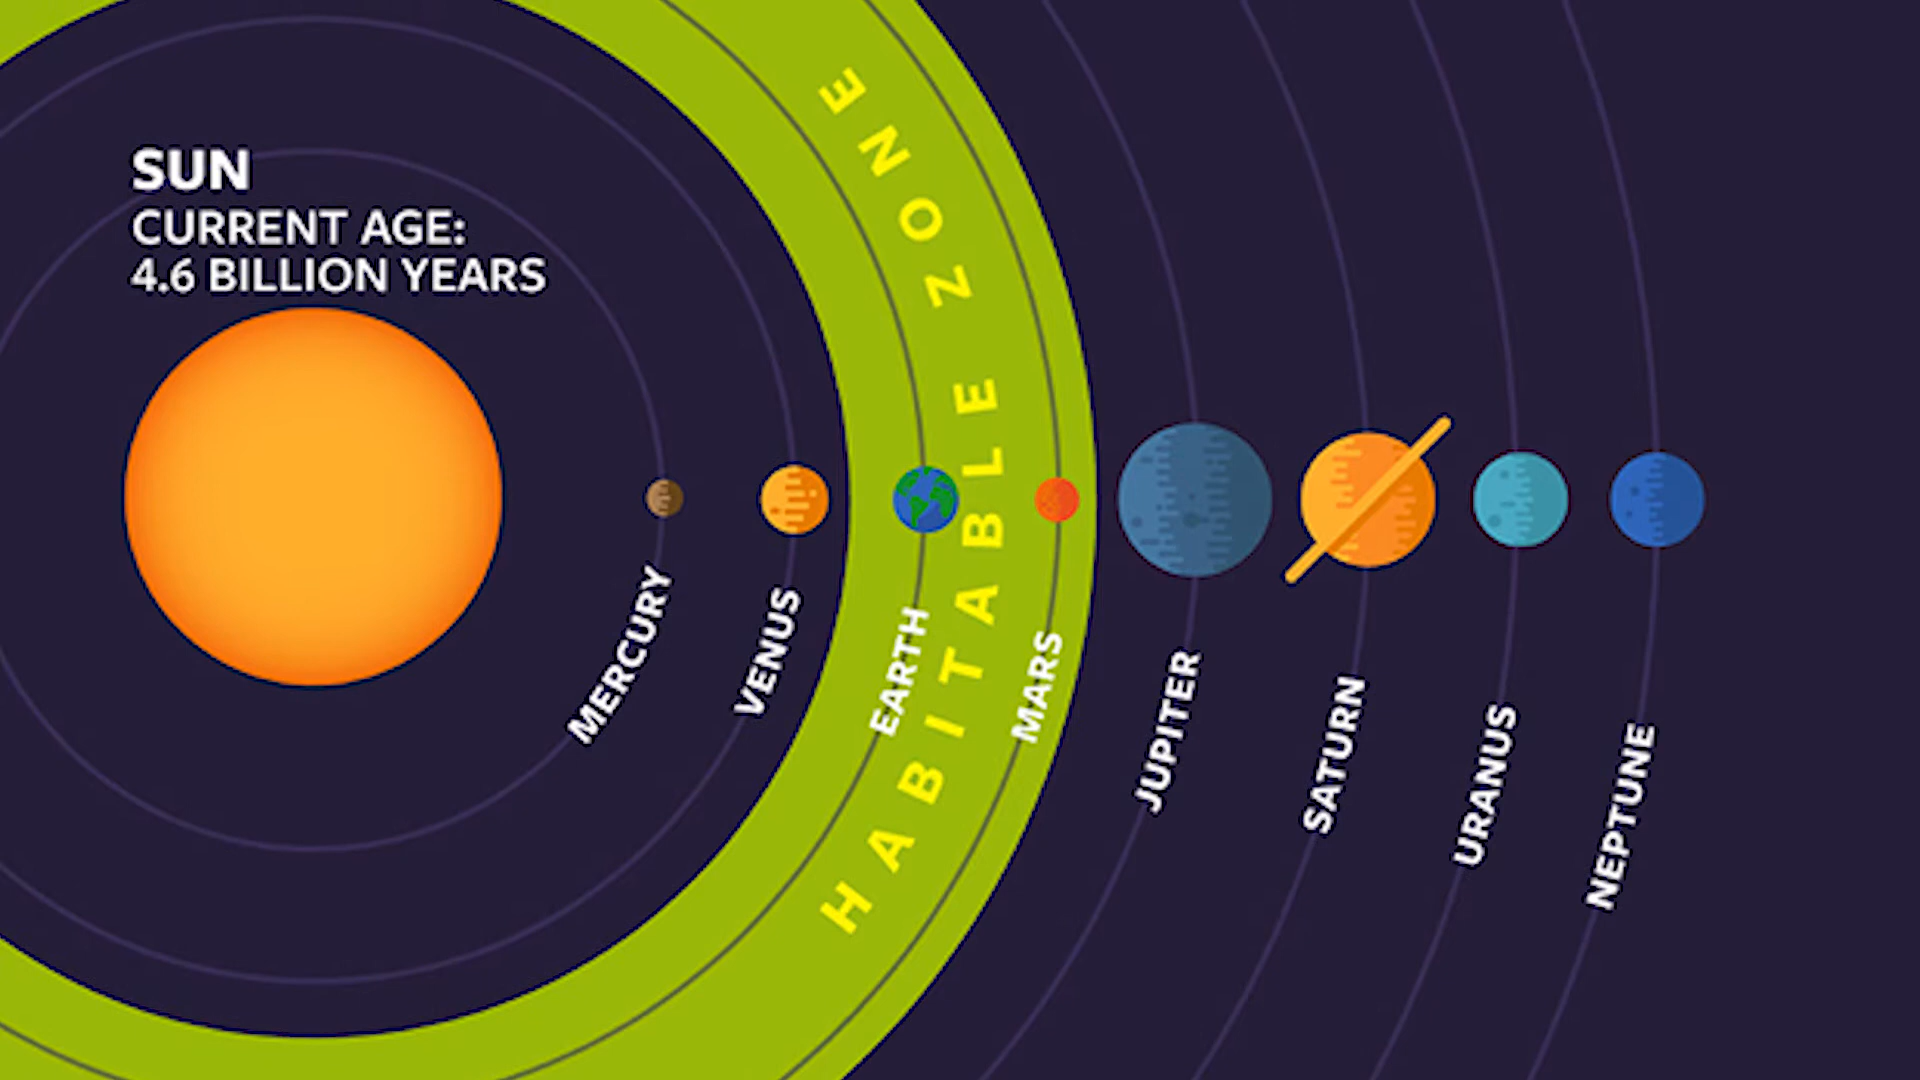 SUN
CURRENT AGE:
4.6 BILLION YEARS
HABITABLE ZONE
MERCURY
VENUS
EARTH
MARS
JUPITER
SATURN
URANUS
NEPTUNE